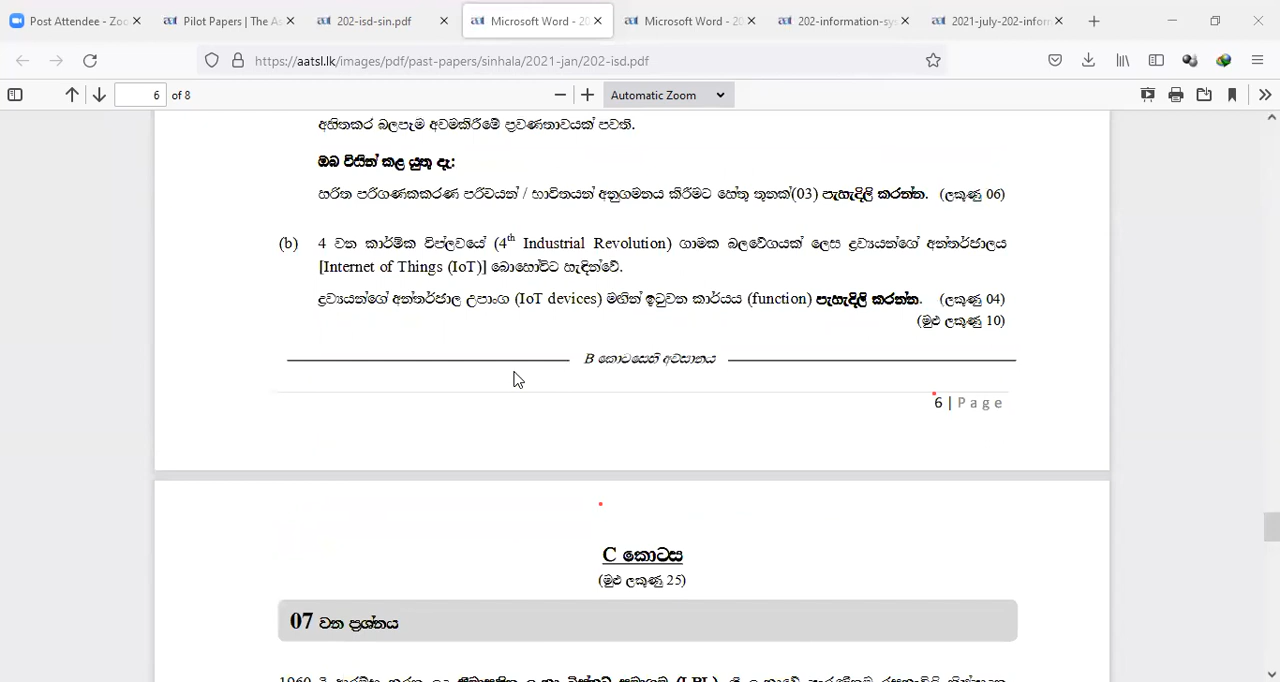 Post Attendee - Zoo
Pilot Papers | The As
202-isd-sin.pdf
Microsoft Word - 20
Microsoft Word - 20
202-information-sys
2021-july-202-inform
https://aatsl.lk/images/pdf/past-papers/sinhala/2021-jan/202-isd.pdf
6 of 8
Automatic Zoom
අහිතකර බලපෑම අවමකිරීමේ ප්‍රවණතාවයක් පවතී.
ඔබ විසින් කළ යුතු දෑ:
හරිත පරිගණකකරණ පරිචයන් / භාවිතයන් අනුගමනය කිරීමට හේතු තුනක්(03) පැහැදිලි කරන්න. (ලකුණු 06)
(b) 4 වන කාර්මික විප්ලවයේ (4th Industrial Revolution) ගාමක බලවේගයක් ලෙස ද්‍රව්‍යයන්ගේ අන්තර්ජාලය
[Internet of Things (IoT)] බොහෝවිට හැඳින්වේ.
ද්‍රව්‍යයන්ගේ අන්තර්ජාල උපාංග (IoT devices) මගින් ඉටුවන කාර්යය (function) පැහැදිලි කරන්න. (ලකුණු 04)
(මුළු ලකුණු 10)
B කොටසෙහි අවසානය
6 | Page
C කොටස
(මුළු ලකුණු 25)
07 වන ප්‍රශ්නය